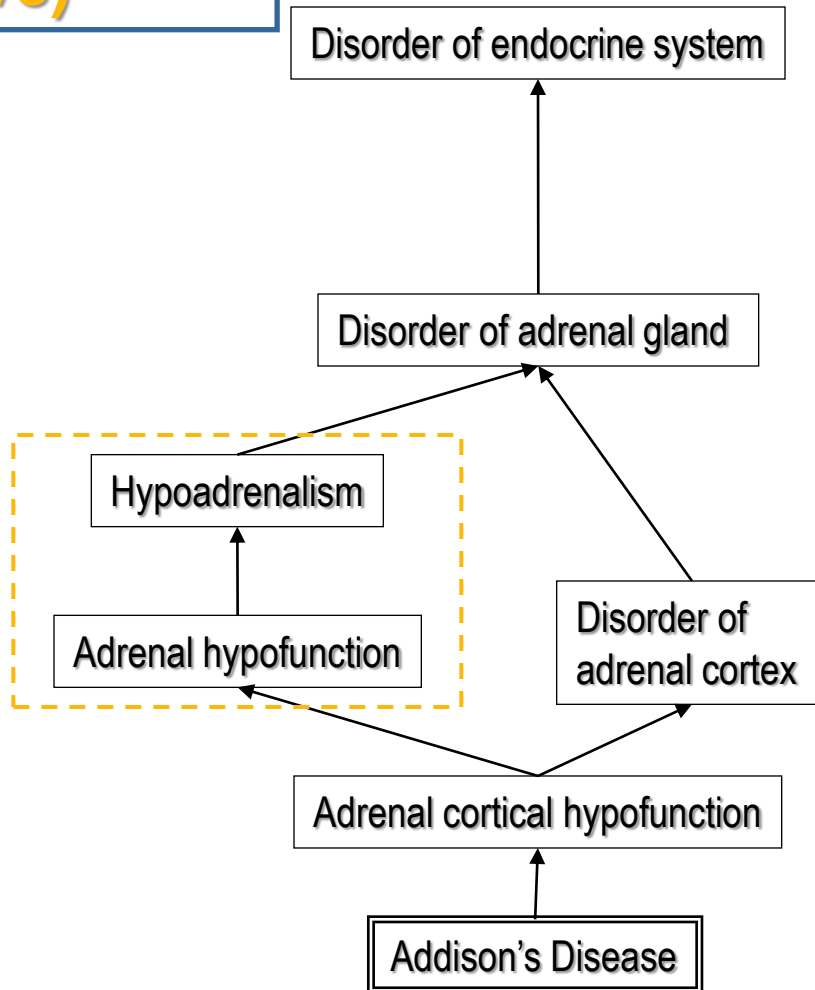 Disorder of endocrine system
Disorder of adrenal gland
Hypoadrenalism
Adrenal hypofunction
Disorder of
adrenal cortex
Adrenal cortical hypofunction
Addison’s Disease